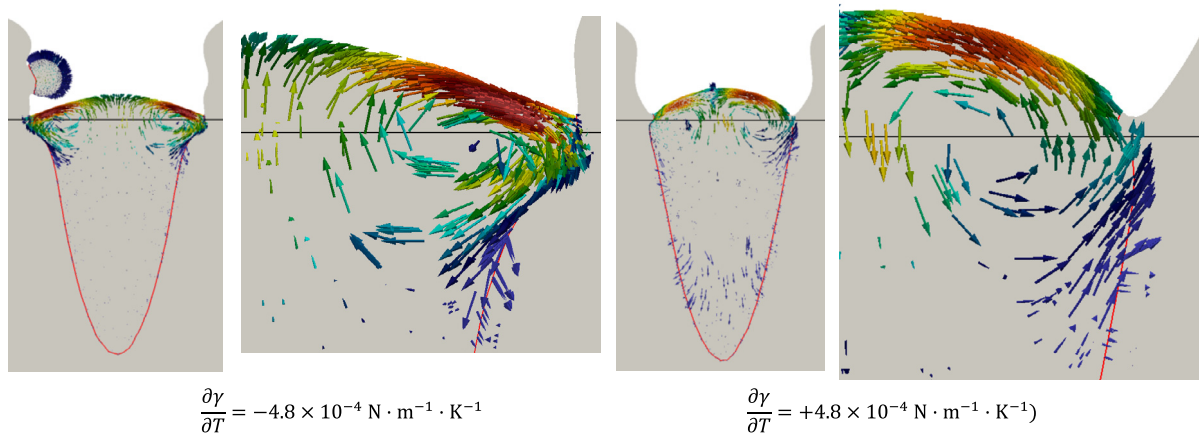 ∂γ/∂T = −4.8 × 10⁻⁴ N · m⁻¹ · K⁻¹
∂γ/∂T = +4.8 × 10⁻⁴ N · m⁻¹ · K⁻¹)